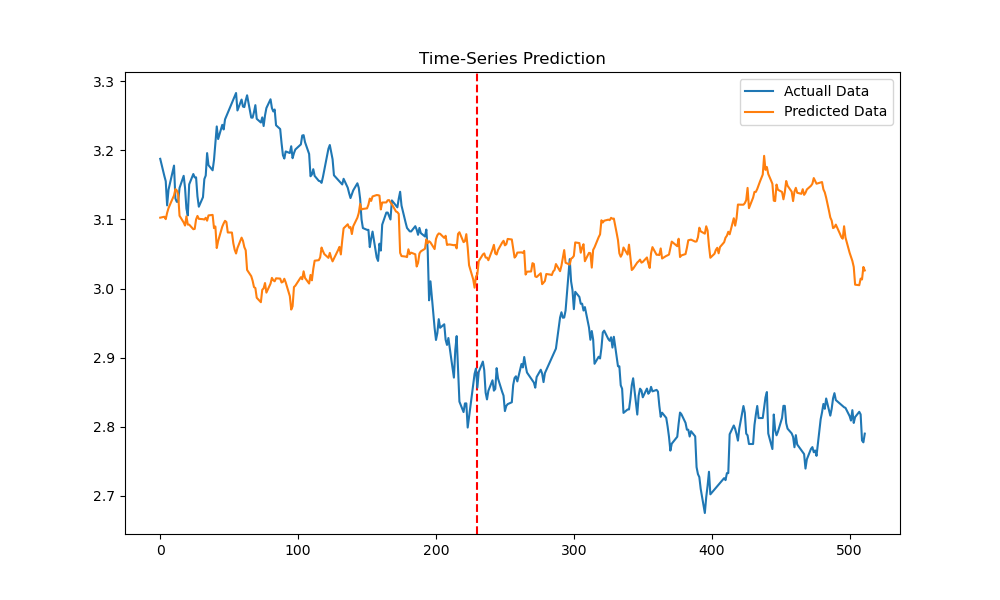 Time-Series Prediction
Actuall Data
Predicted Data
3.3
3.2
3.1
3.0
2.9
2.8
2.7
0 100 200 300 400 500